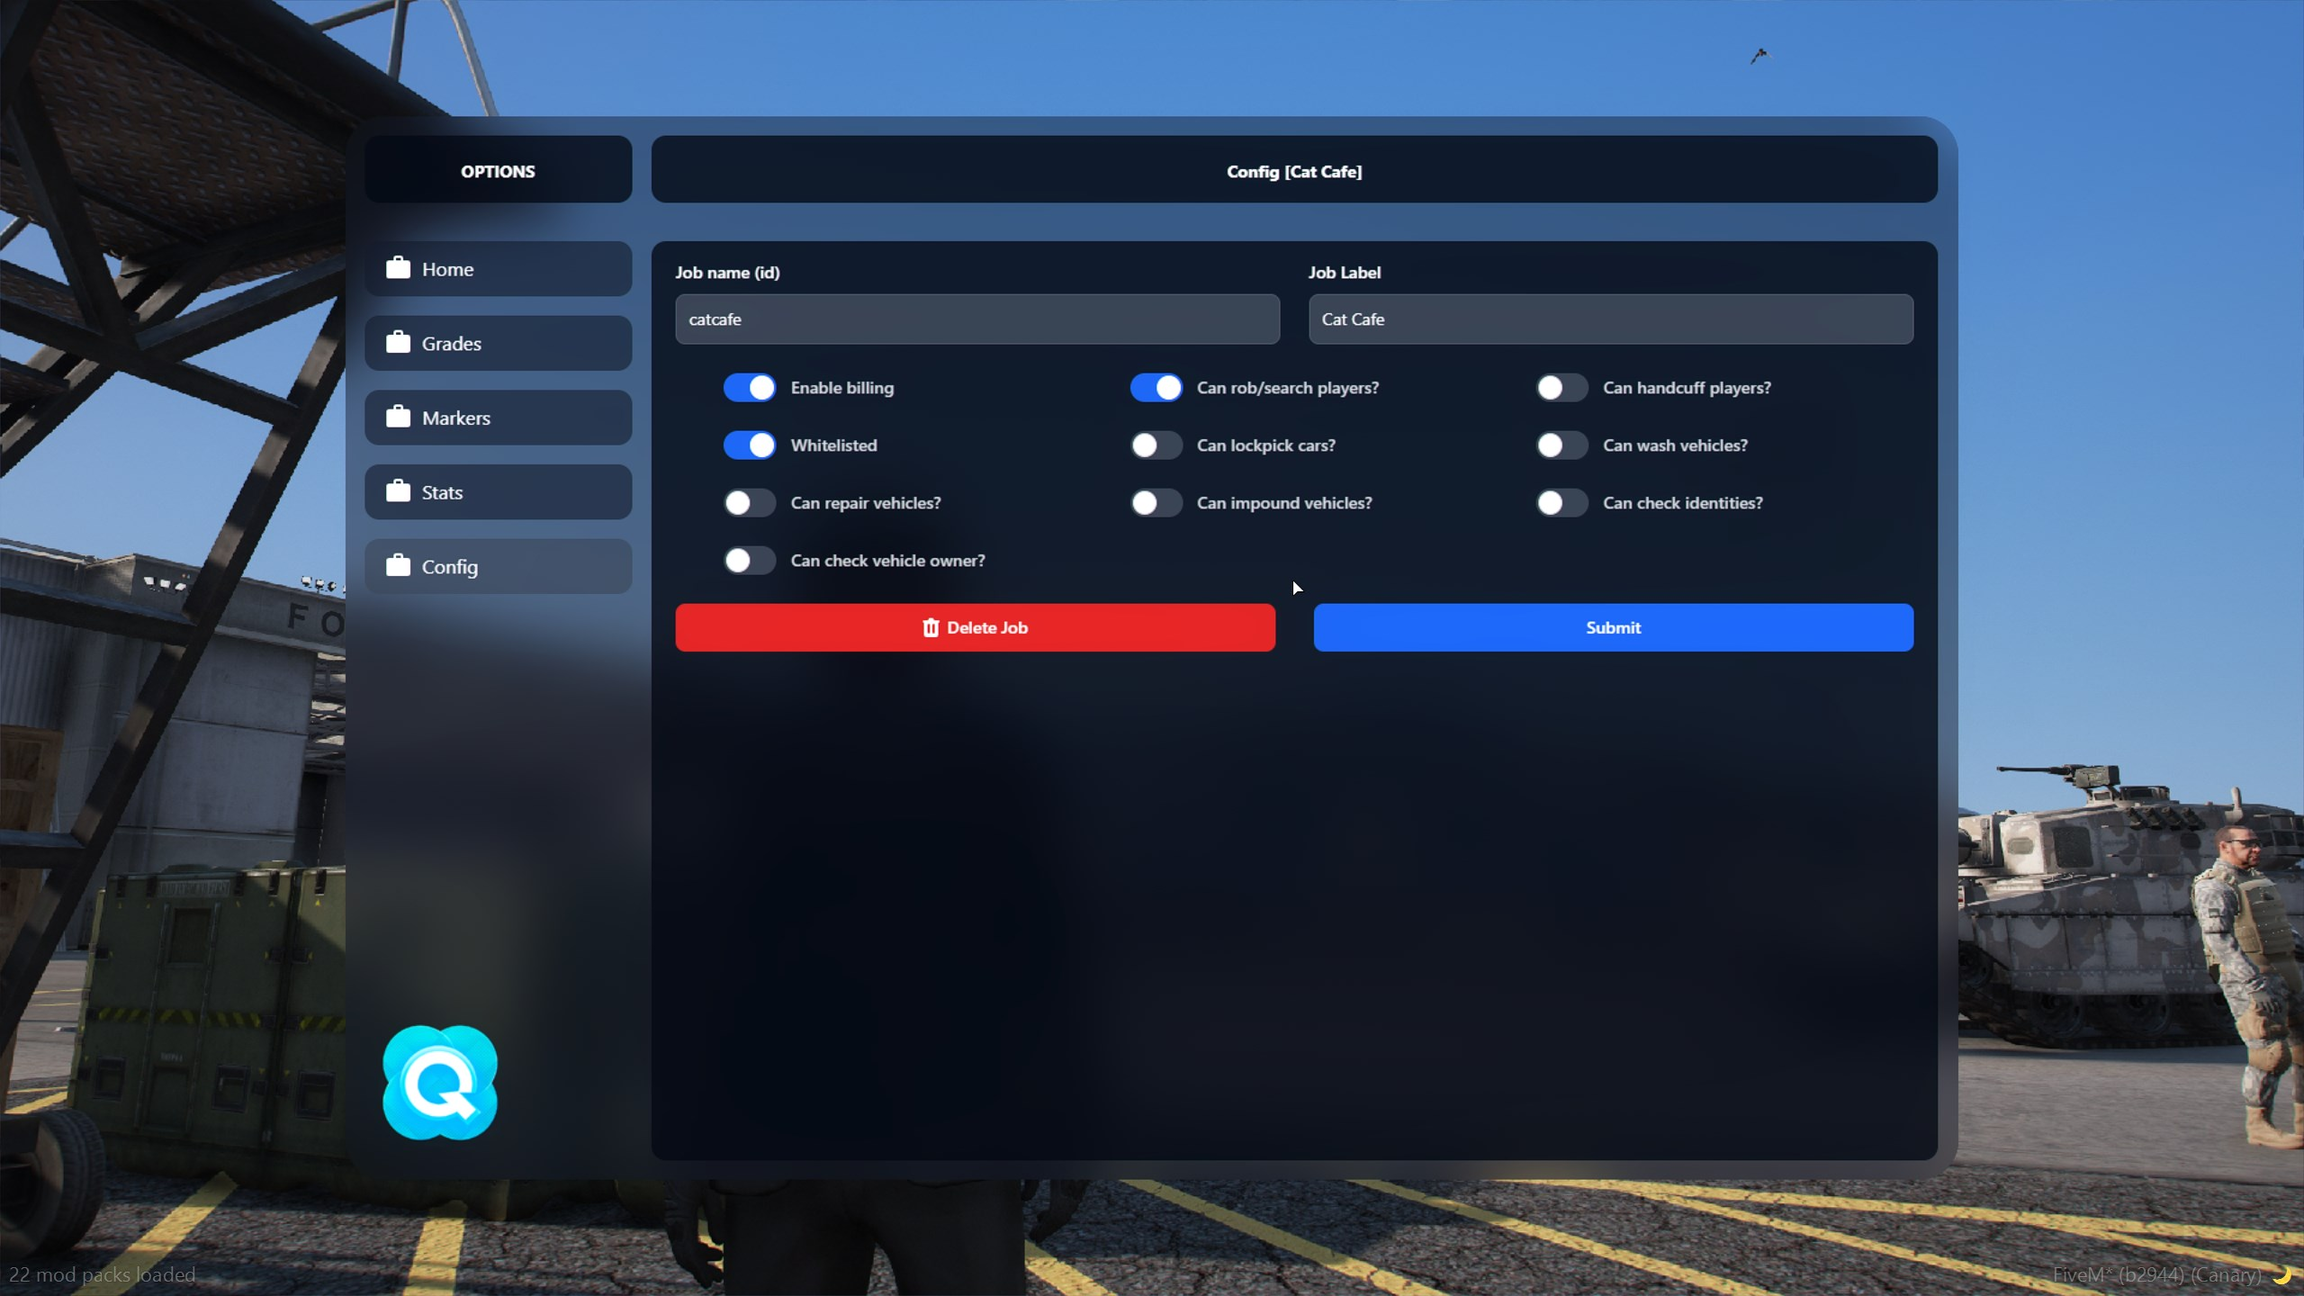 OPTIONS
Config [Cat Cafe]
Home
Grades
Markers
Stats
Config
Job name (id)
Job Label
catcafe
Cat Cafe
Enable billing
Can rob/search players?
Can handcuff players?
Whitelisted
Can lockpick cars?
Can wash vehicles?
Can repair vehicles?
Can impound vehicles?
Can check identities?
Can check vehicle owner?
Delete Job
Submit
FO
Q
22 mod packs loaded
FiveM* (b2944) (Canary) 🌙